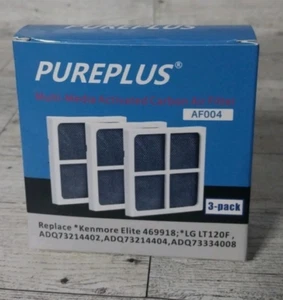 PUREPLUS®
AF004
3-pack
Replace *Kenmore Elite 469918;*LG LT120F,
ADQ73214402,ADQ73214404,ADQ73334008